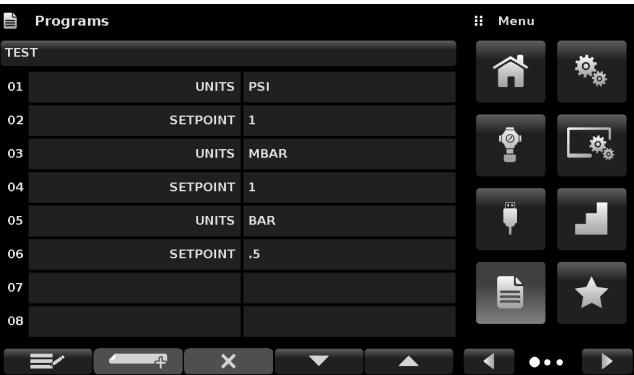 Programs
Menu
TEST
01 UNITS PSI
02 SETPOINT 1
03 UNITS MBAR
04 SETPOINT 1
05 UNITS BAR
06 SETPOINT .5
07
08